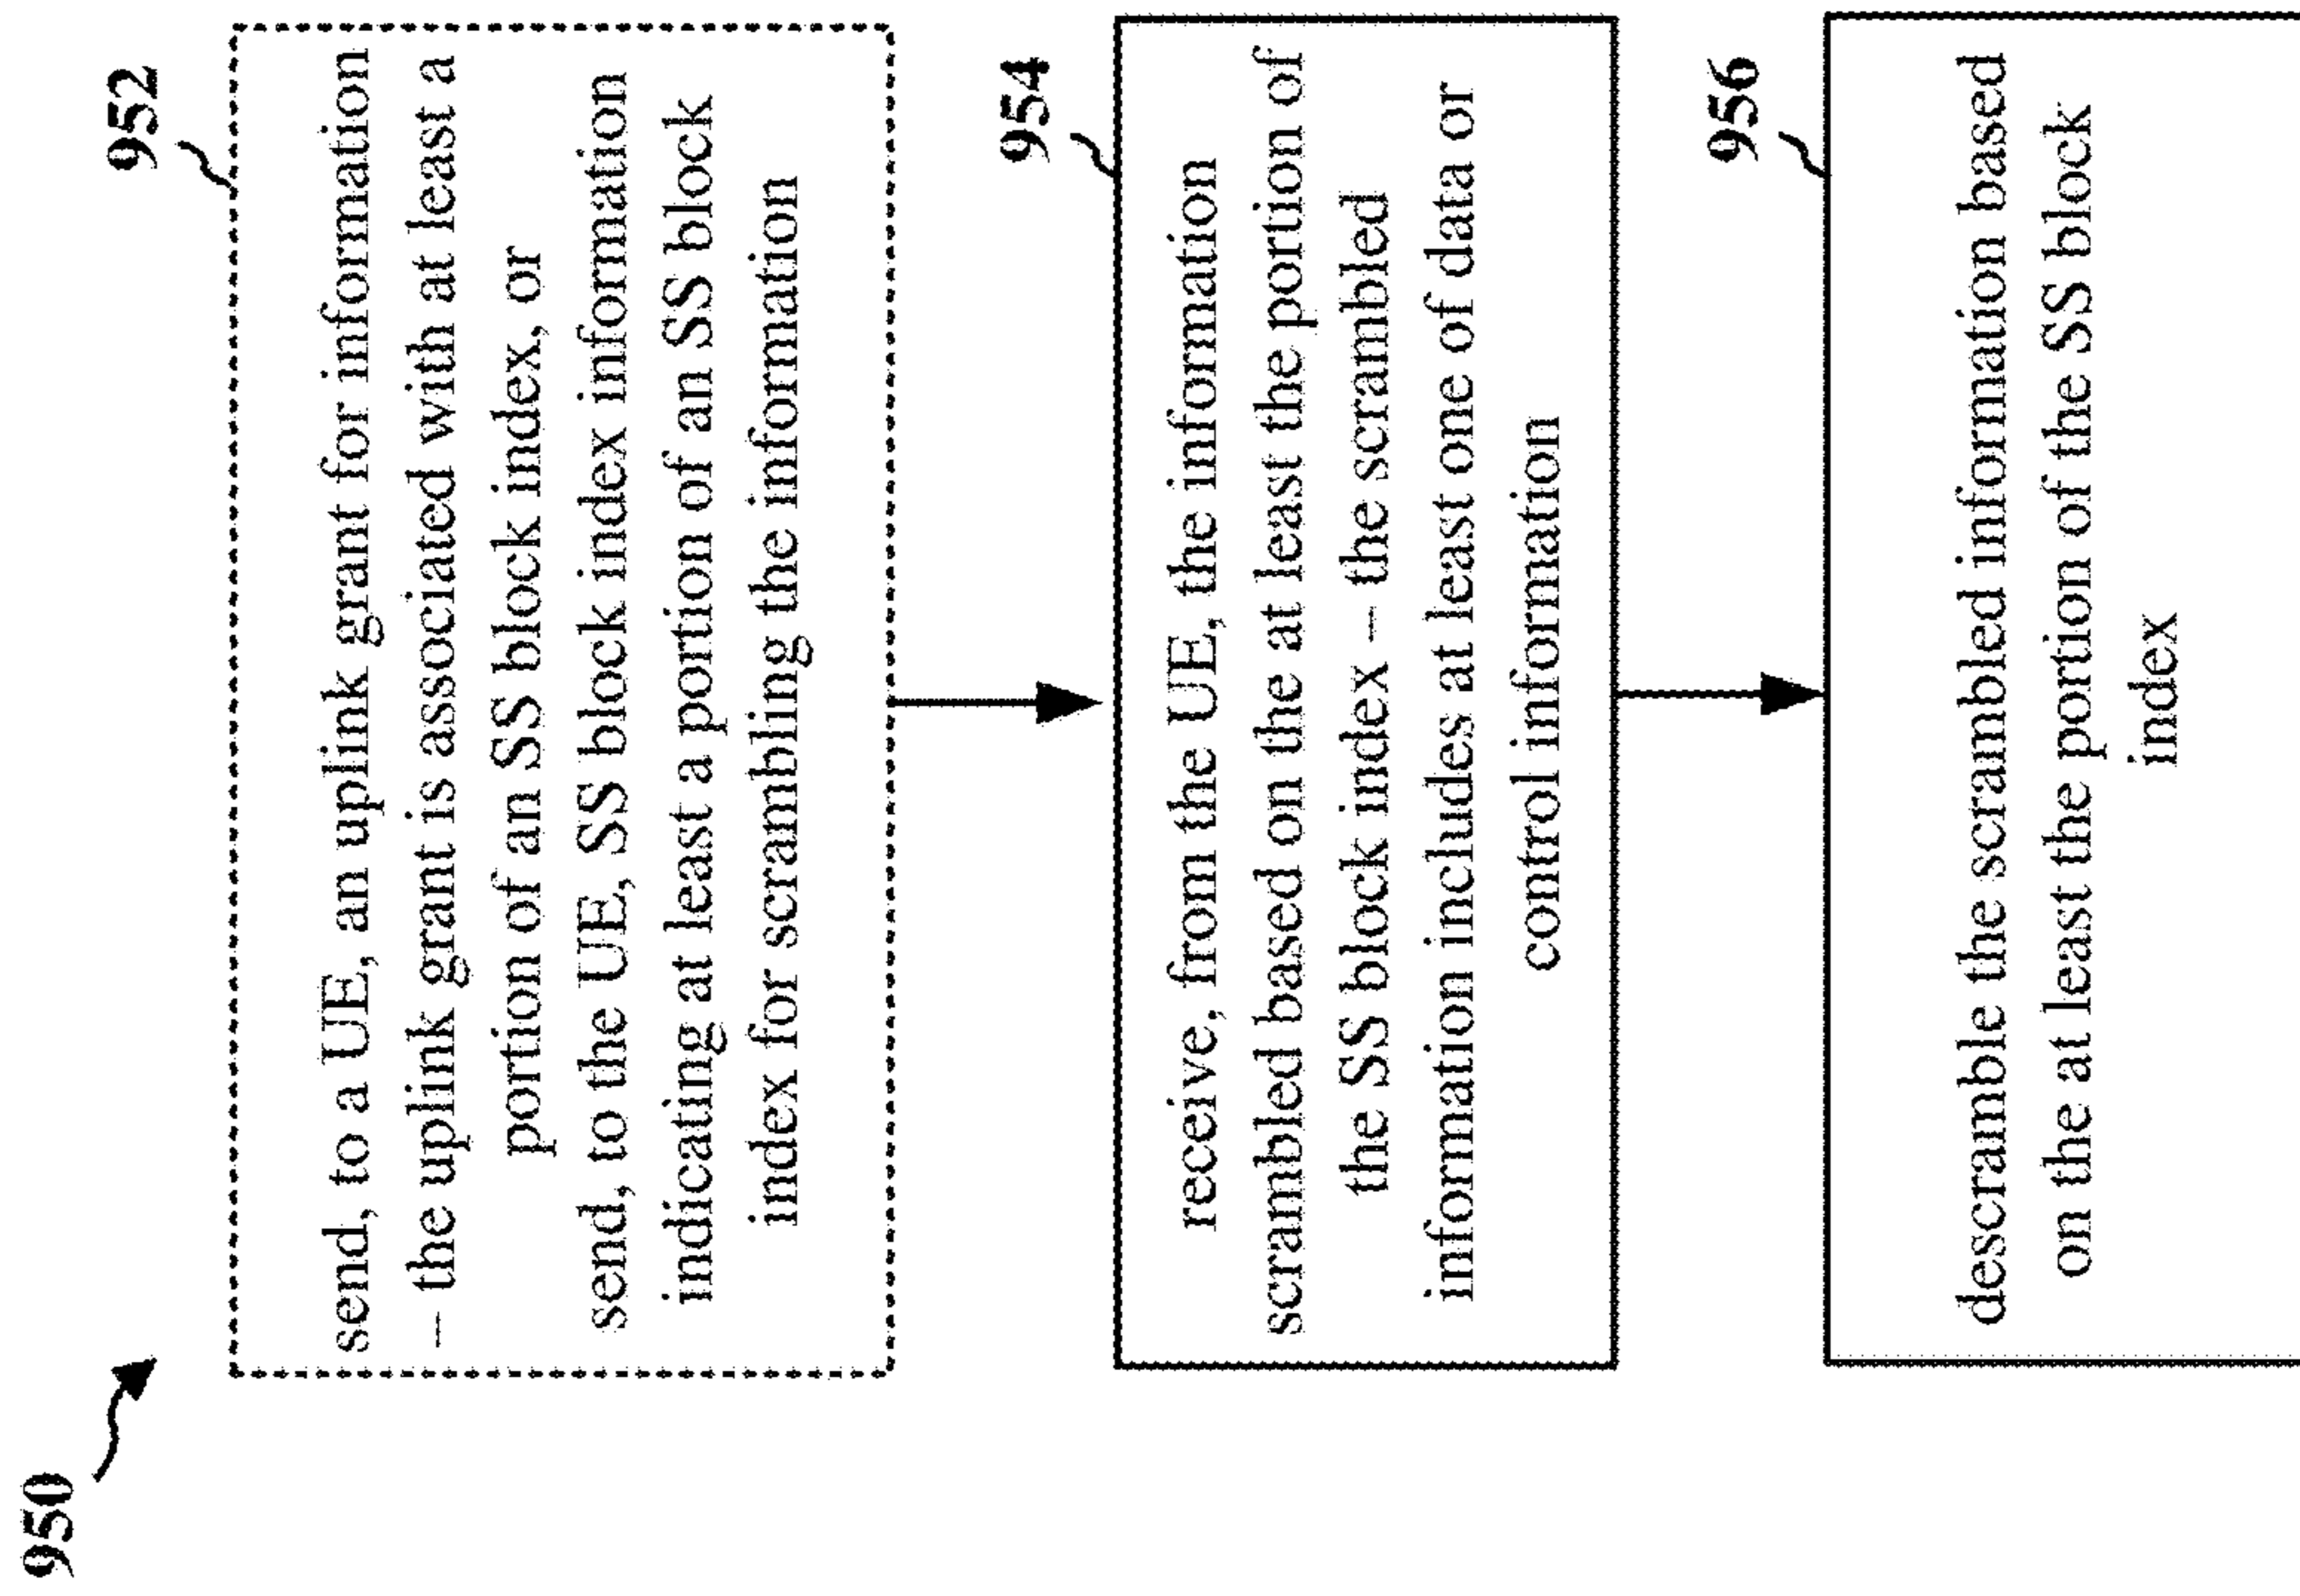 950
952
send, to a UE, an uplink grant for information
– the uplink grant is associated with at least a
portion of an SS block index, or
send, to the UE, SS block index information
indicating at least a portion of an SS block
index for scrambling the information
954
receive, from the UE, the information
scrambled based on the at least the portion of
the SS block index – the scrambled
information includes at least one of data or
control information
956
descramble the scrambled information based
on the at least the portion of the SS block
index